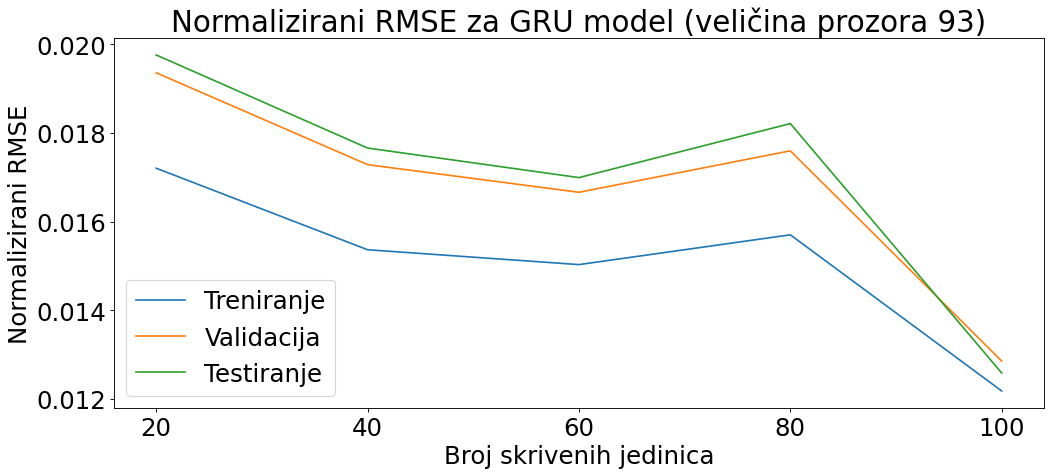 Normalizirani RMSE za GRU model (veličina prozora 93)
Normalizirani RMSE
0.020
0.018
0.016
0.014
0.012
Treniranje
Validacija
Testiranje
20 40 60 80 100
Broj skrivenih jedinica